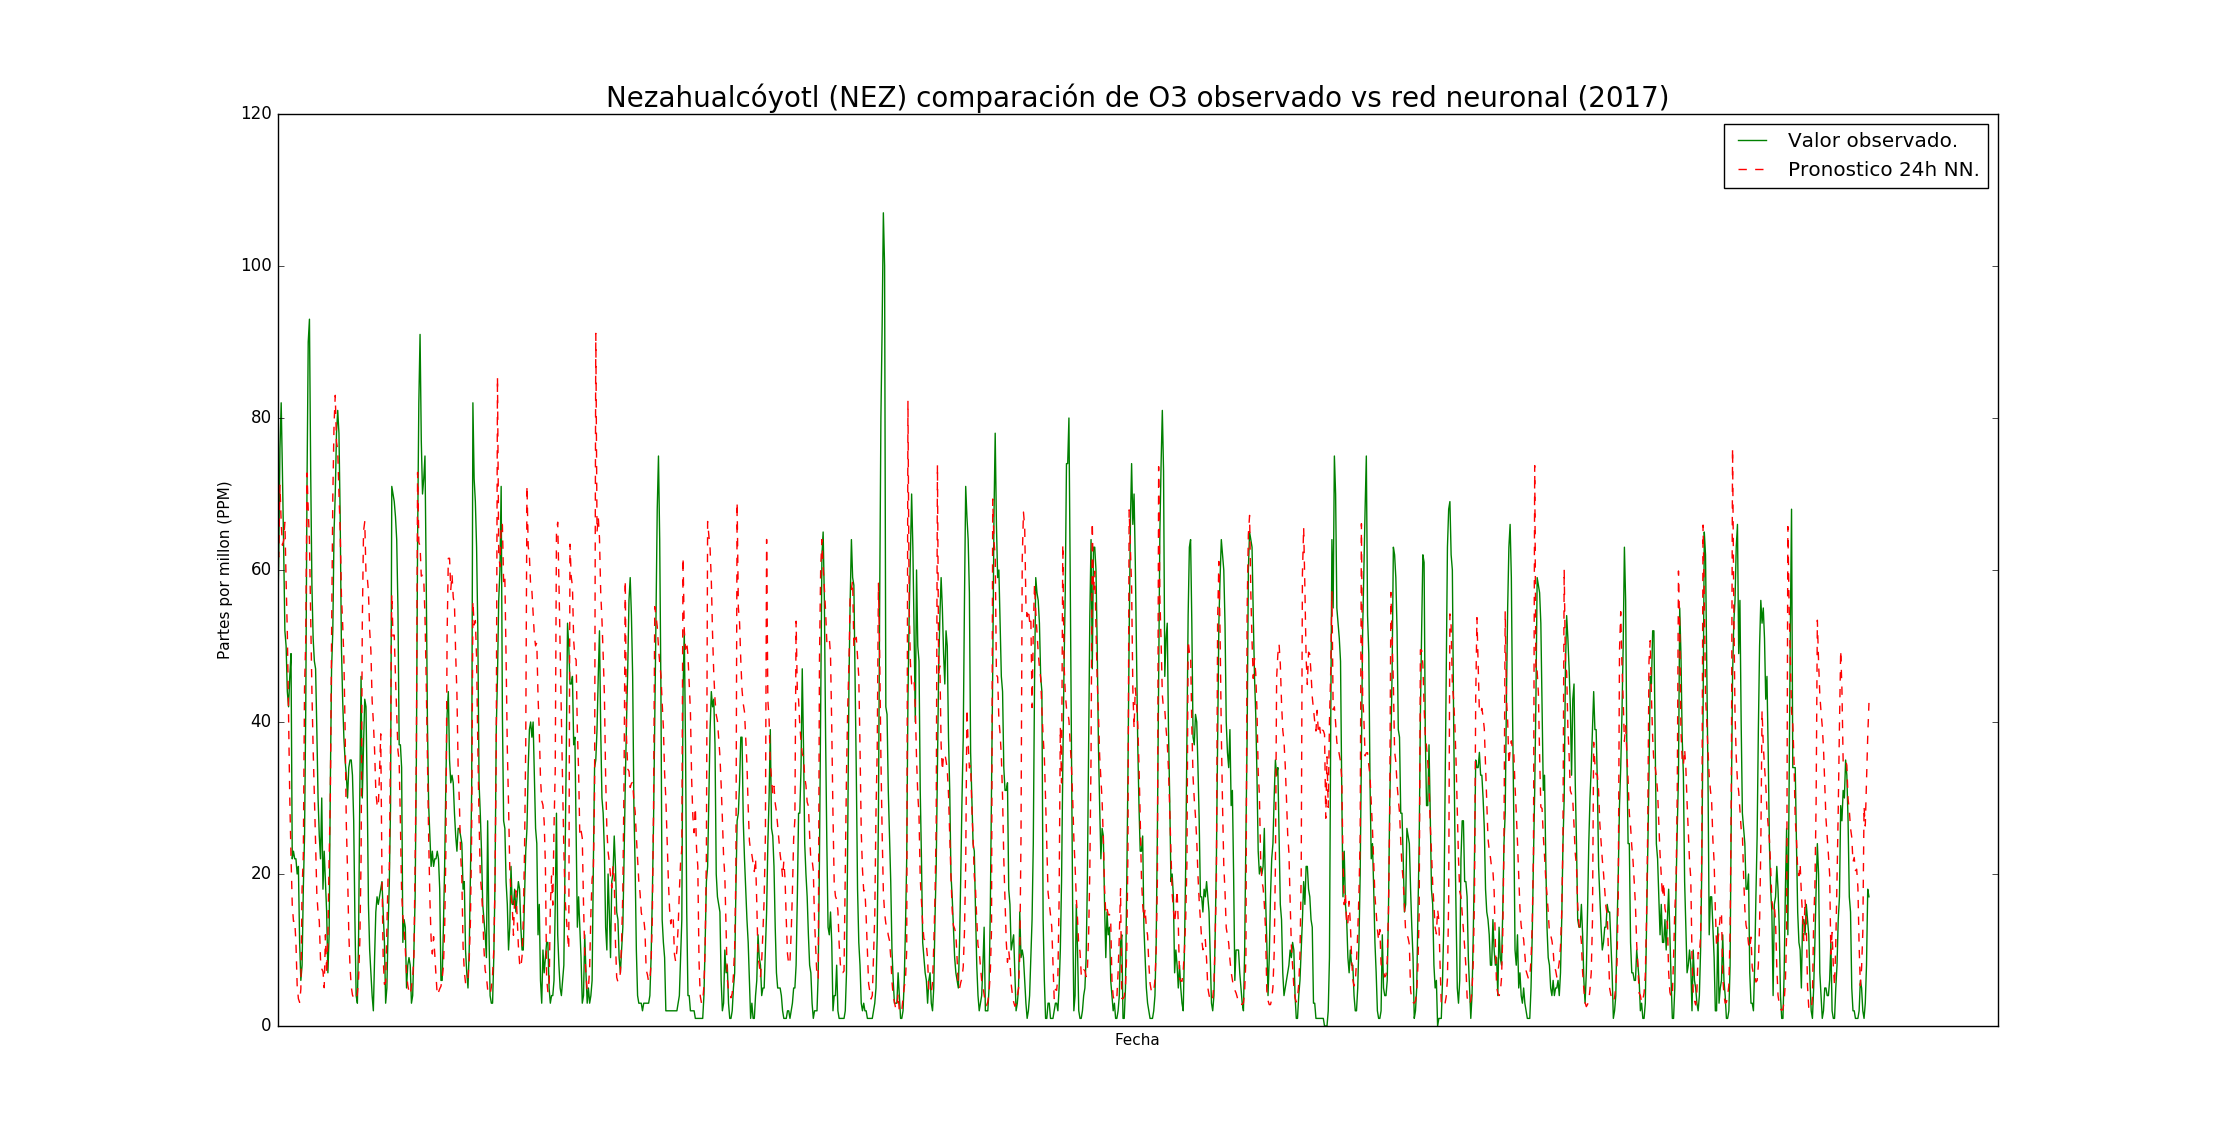 Nezahualcóyotl (NEZ) comparación de O3 observado vs red neuronal (2017)
120
100
80
60
40
20
0
Partes por millon (PPM)
Fecha
Valor observado.
Pronostico 24h NN.